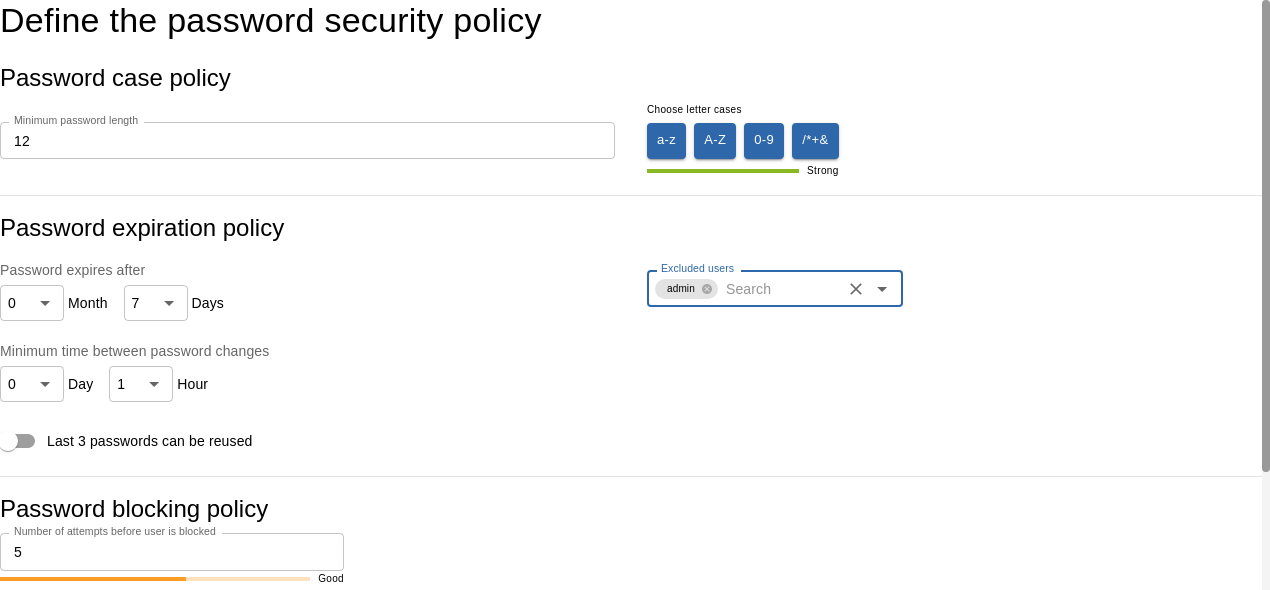 Define the password security policy
Password case policy
Minimum password length
12
Choose letter cases
a-z A-Z 0-9 /*+&
Strong
Password expiration policy
Password expires after
0 Month 7 Days
Excluded users
admin Search
Minimum time between password changes
0 Day 1 Hour
Last 3 passwords can be reused
Password blocking policy
Number of attempts before user is blocked
5
Good